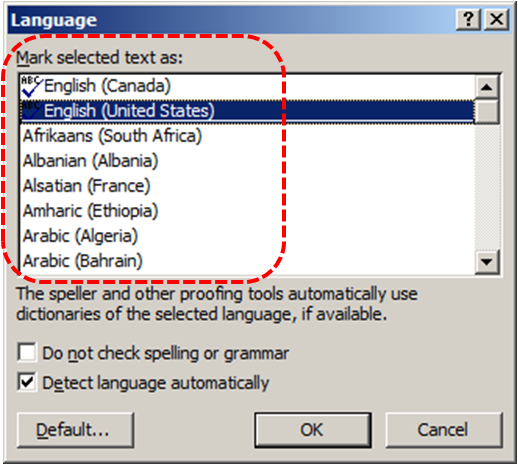 Language
Mark selected text as:
ABC English (Canada)
ABC English (United States)
Afrikaans (South Africa)
Albanian (Albania)
Alsatian (France)
Amharic (Ethiopia)
Arabic (Algeria)
Arabic (Bahrain)
The speller and other proofing tools automatically use
dictionaries of the selected language, if available.
Do not check spelling or grammar
Detect language automatically
Default...
OK
Cancel